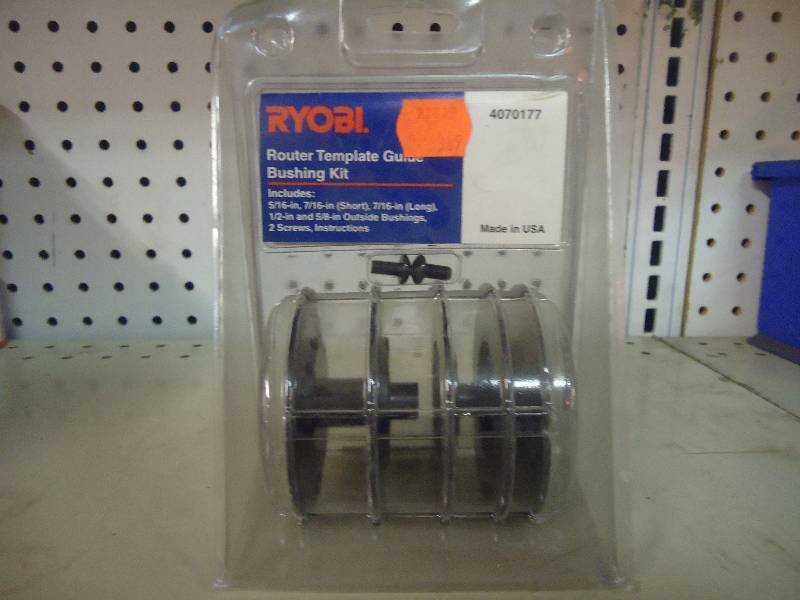 RYOBI.
4070177
Router Template Guide
Bushing Kit
Includes:
5/16-in, 7/16-in (Short), 7/16-in (Long),
1/2-in and 5/8-in Outside Bushings,
2 Screws, Instructions
Made in USA